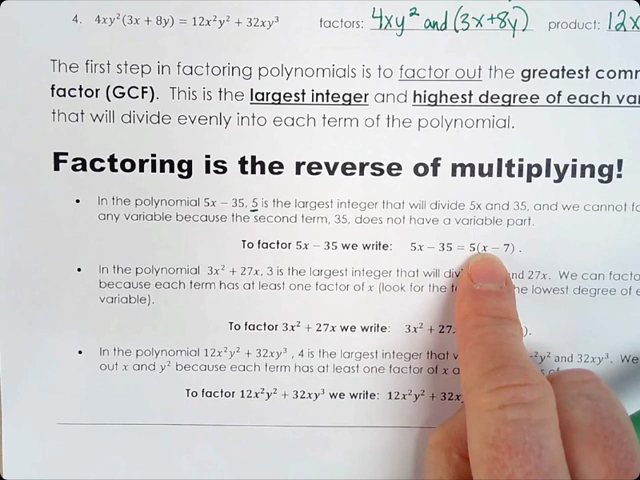 4. 4xy²(3x + 8y) = 12x²y² + 32xy³ factors: 4xy² and (3x+8y) product: 12x
The first step in factoring polynomials is to factor out the greatest comm
factor (GCF). This is the largest integer and highest degree of each var
that will divide evenly into each term of the polynomial.
Factoring is the reverse of multiplying!
• In the polynomial 5x – 35, 5 is the largest integer that will divide 5x and 35, and we cannot fa
any variable because the second term, 35, does not have a variable part.
To factor 5x – 35 we write: 5x – 35 = 5(x – 7) .
• In the polynomial 3x² + 27x, 3 is the largest integer that will div nd 27x. We can facto
because each term has at least one factor of x (look for the he lowest degree of e
variable).
To factor 3x² + 27x we write: 3x² + 27 ).
• In the polynomial 12x²y² + 32xy³ , 4 is the largest integer that y² and 32xy³. We
out x and y² because each term has at least one factor of x a
To factor 12x²y² + 32xy³ we write: 12x²y² + 32x